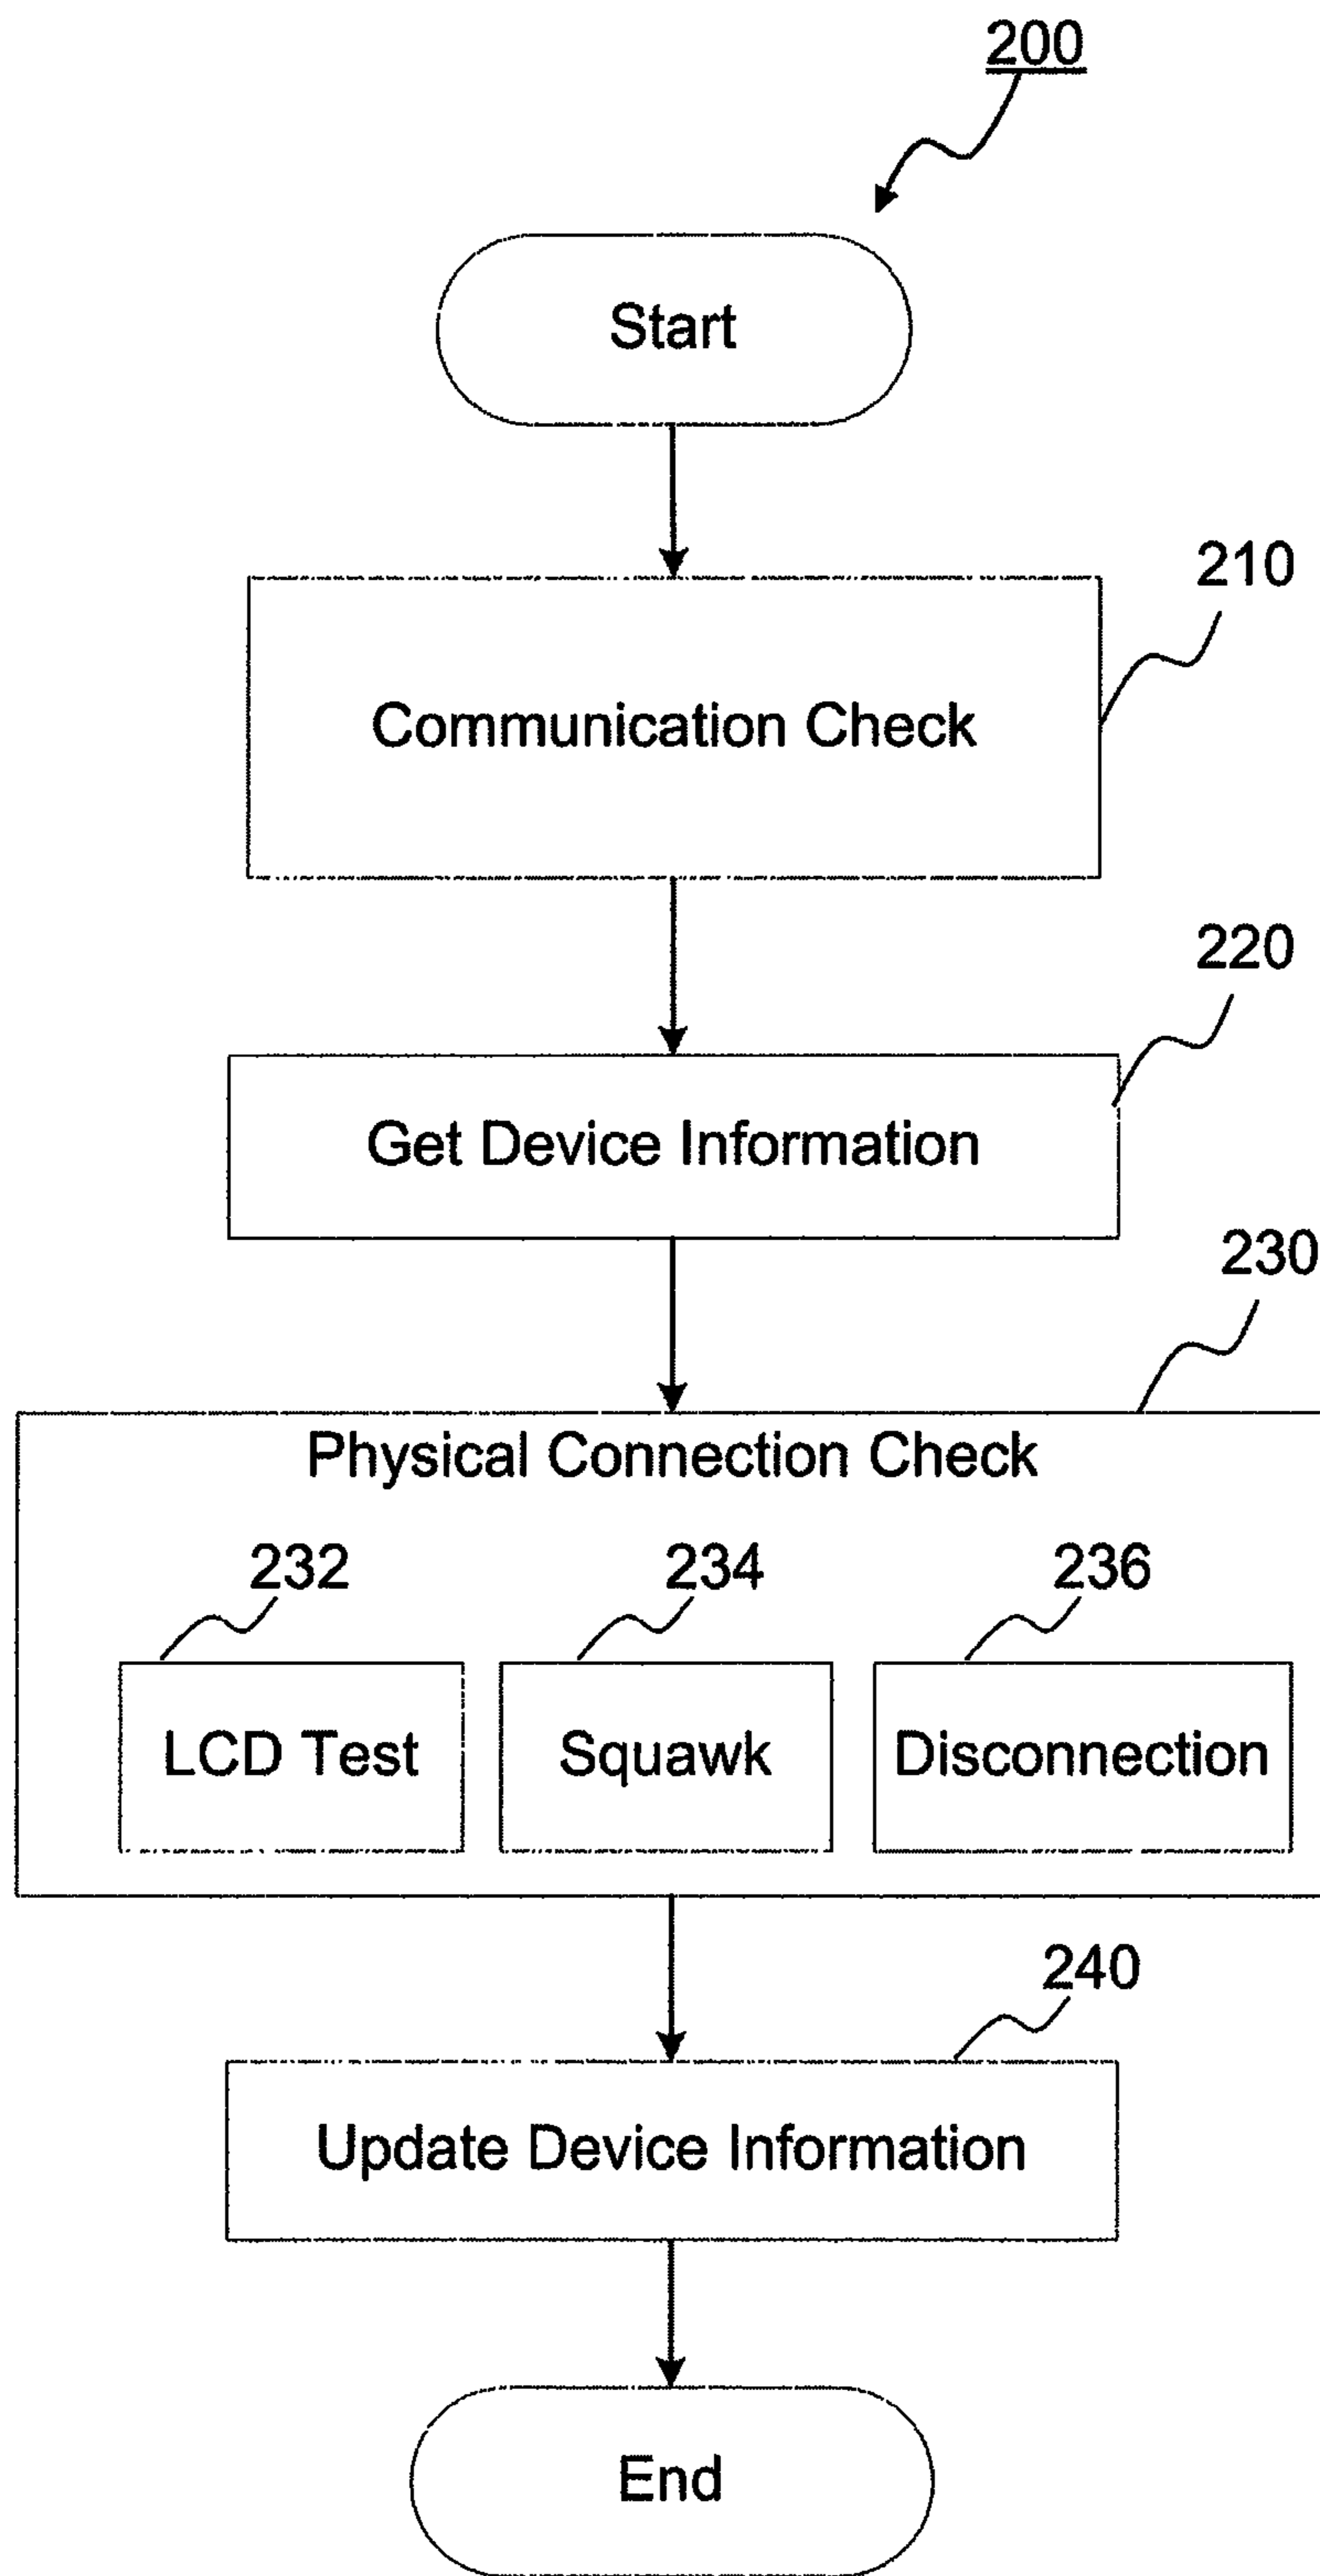 200
Start
210
Communication Check
220
Get Device Information
230
Physical Connection Check
232 234 236
LCD Test Squawk Disconnection
240
Update Device Information
End